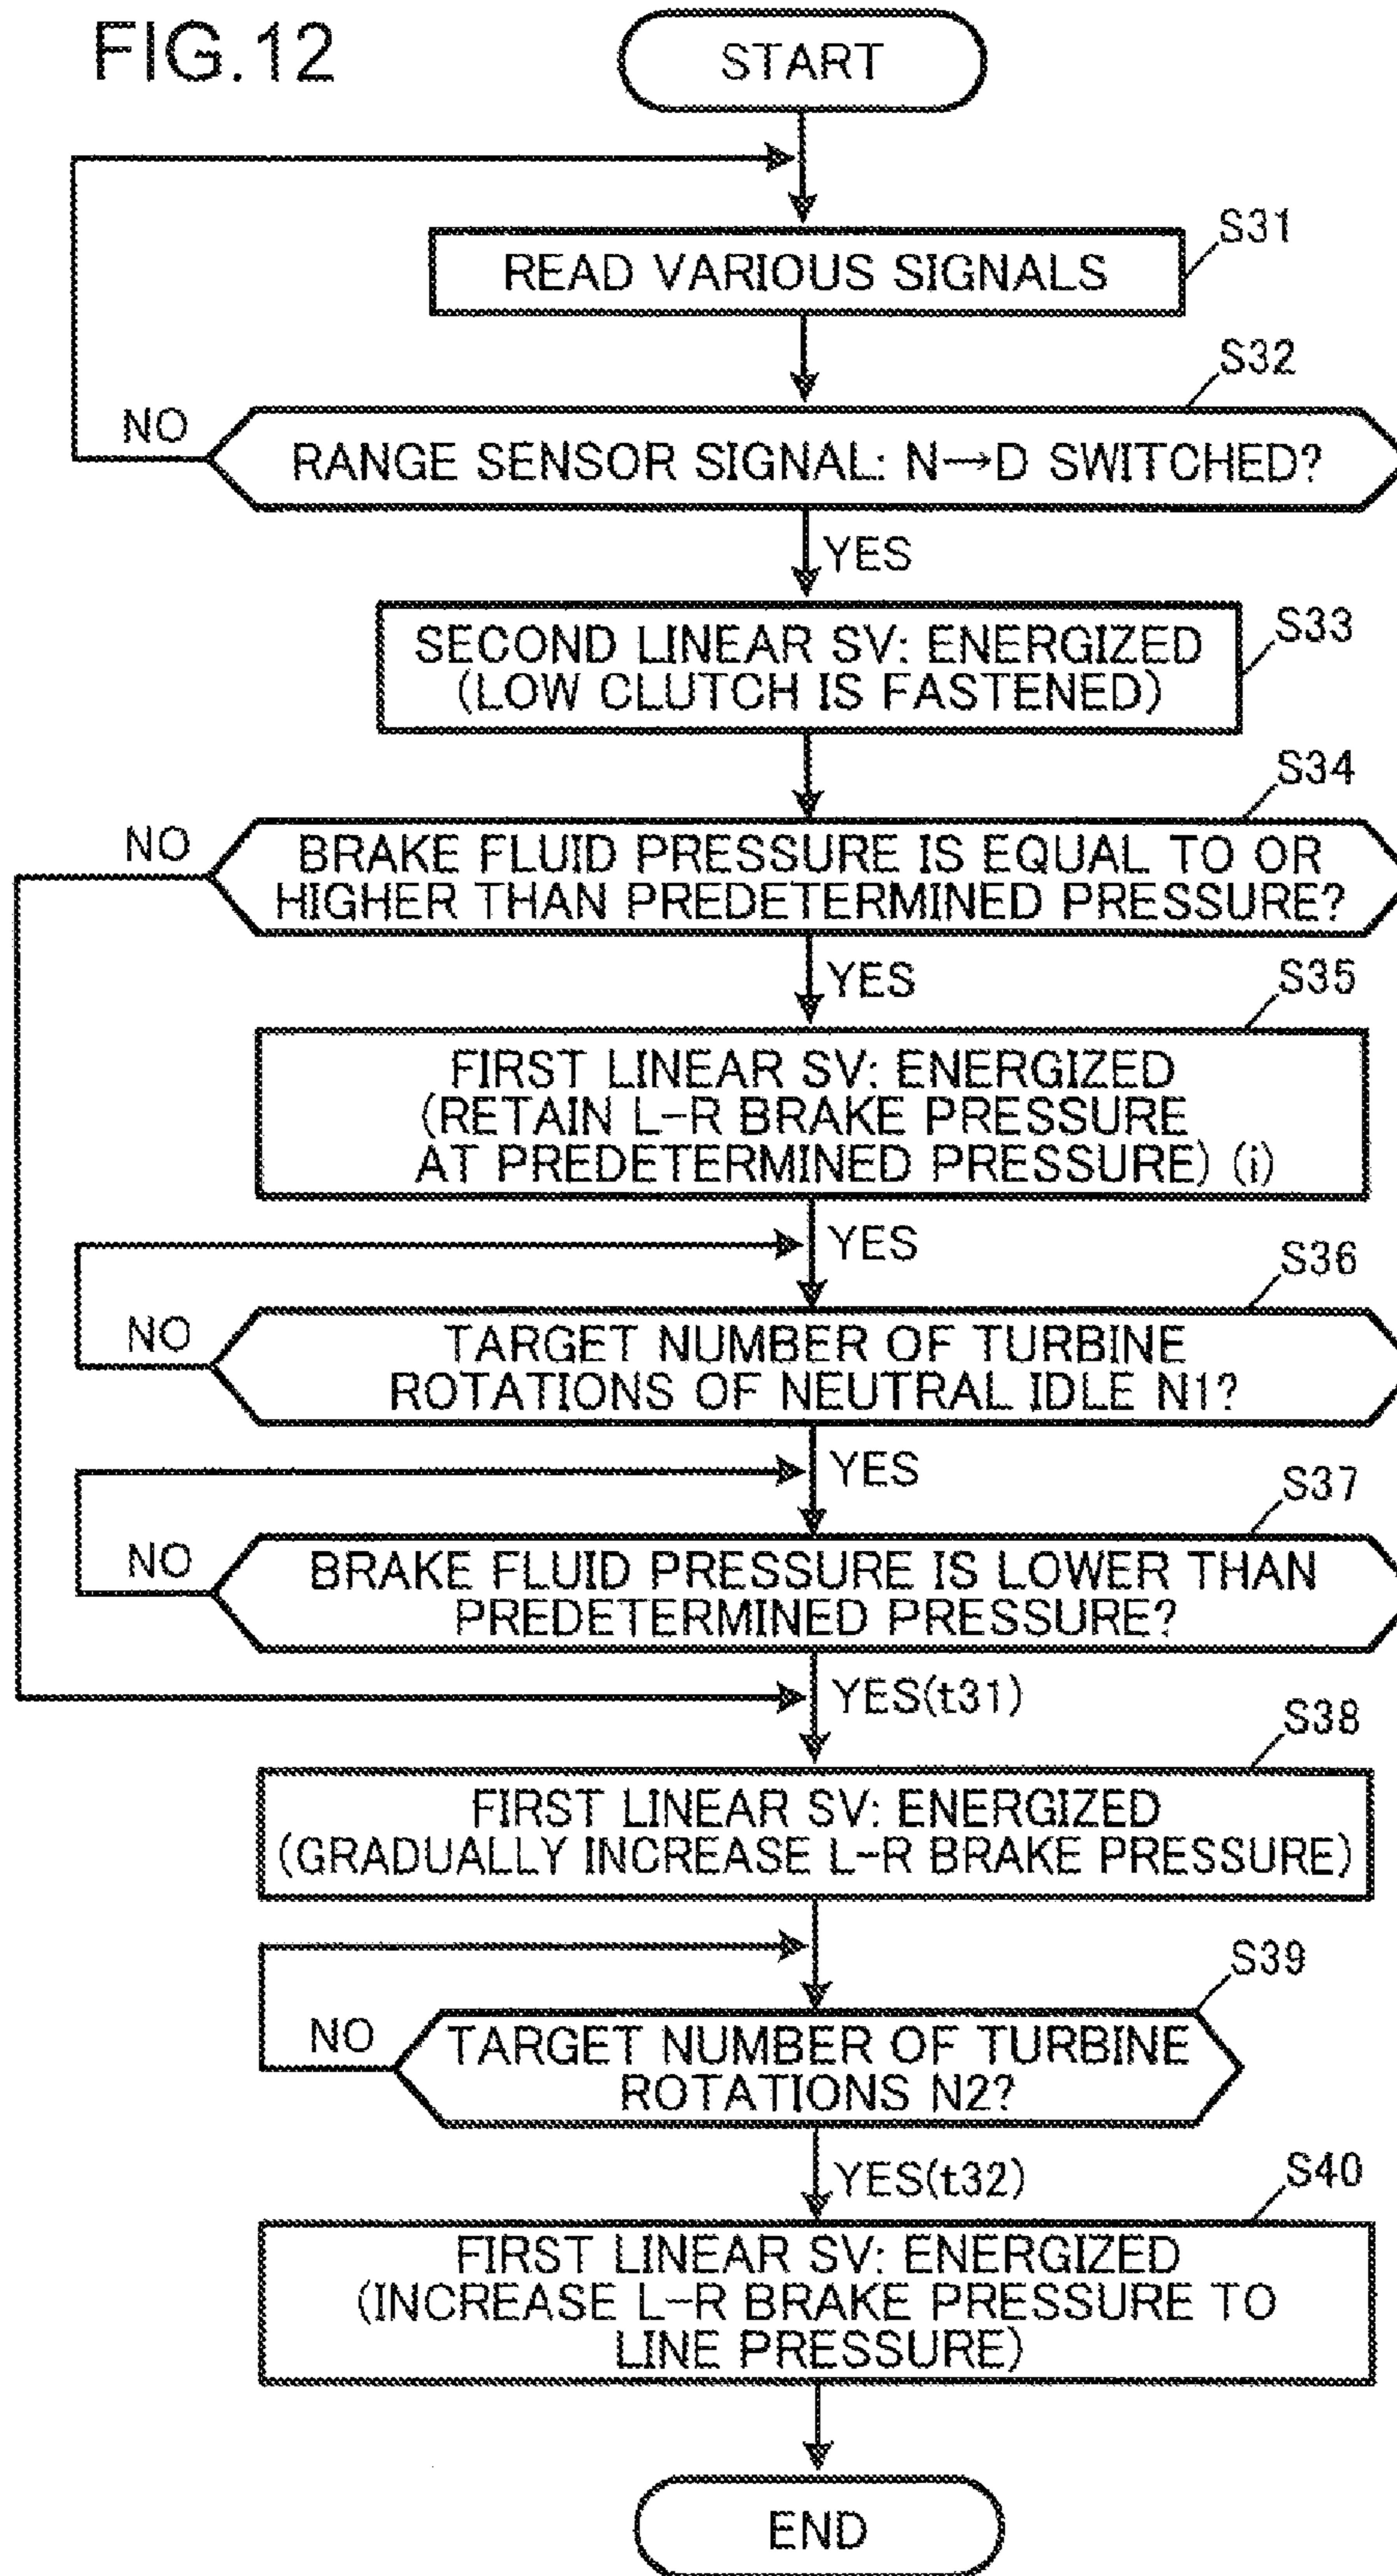 FIG.12
START
READ VARIOUS SIGNALS
S31
S32
NO
RANGE SENSOR SIGNAL: N→D SWITCHED?
YES
SECOND LINEAR SV: ENERGIZED
(LOW CLUTCH IS FASTENED)
S33
S34
NO
BRAKE FLUID PRESSURE IS EQUAL TO OR
HIGHER THAN PREDETERMINED PRESSURE?
YES
S35
FIRST LINEAR SV: ENERGIZED
(RETAIN L-R BRAKE PRESSURE
AT PREDETERMINED PRESSURE) (i)
YES
S36
NO
TARGET NUMBER OF TURBINE
ROTATIONS OF NEUTRAL IDLE N1?
YES
S37
NO
BRAKE FLUID PRESSURE IS LOWER THAN
PREDETERMINED PRESSURE?
YES(t31)
S38
FIRST LINEAR SV: ENERGIZED
(GRADUALLY INCREASE L-R BRAKE PRESSURE)
S39
NO
TARGET NUMBER OF TURBINE
ROTATIONS N2?
YES(t32)
S40
FIRST LINEAR SV: ENERGIZED
(INCREASE L-R BRAKE PRESSURE TO
LINE PRESSURE)
END